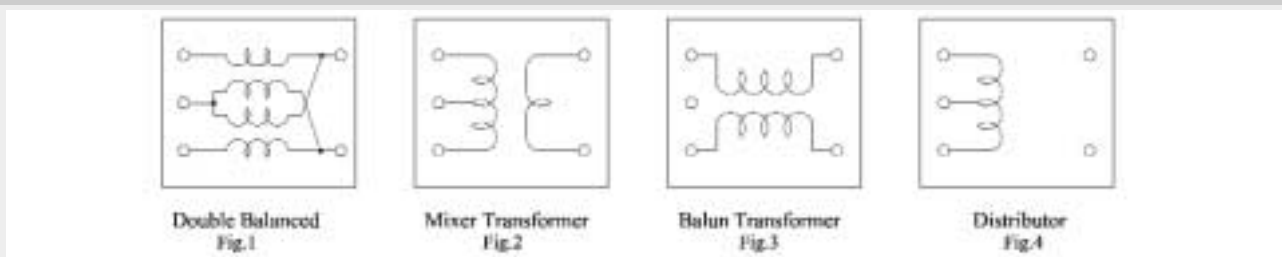 Double Balanced
Fig.1
Mixer Transformer
Fig.2
Balun Transformer
Fig.3
Distributor
Fig.4